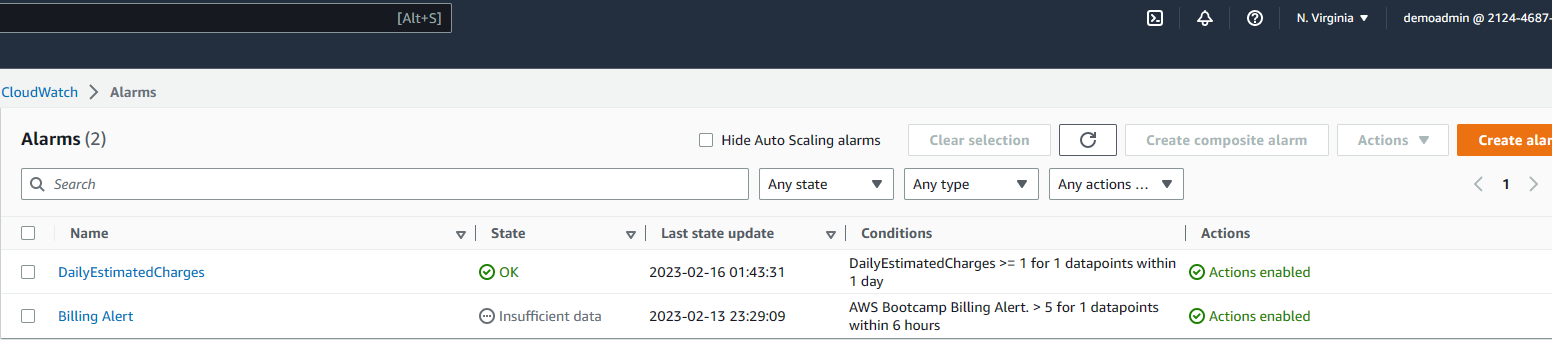 [Alt+S]
N. Virginia
demoadmin @ 2124-4687-
CloudWatch
Alarms
Alarms (2)
Hide Auto Scaling alarms
Clear selection
Create composite alarm
Actions
Create alar
Search
Any state
Any type
Any actions ...
1
Name
State
Last state update
Conditions
Actions
DailyEstimatedCharges
OK
2023-02-16 01:43:31
DailyEstimatedCharges >= 1 for 1 datapoints within
1 day
Actions enabled
Billing Alert
Insufficient data
2023-02-13 23:29:09
AWS Bootcamp Billing Alert. > 5 for 1 datapoints
within 6 hours
Actions enabled